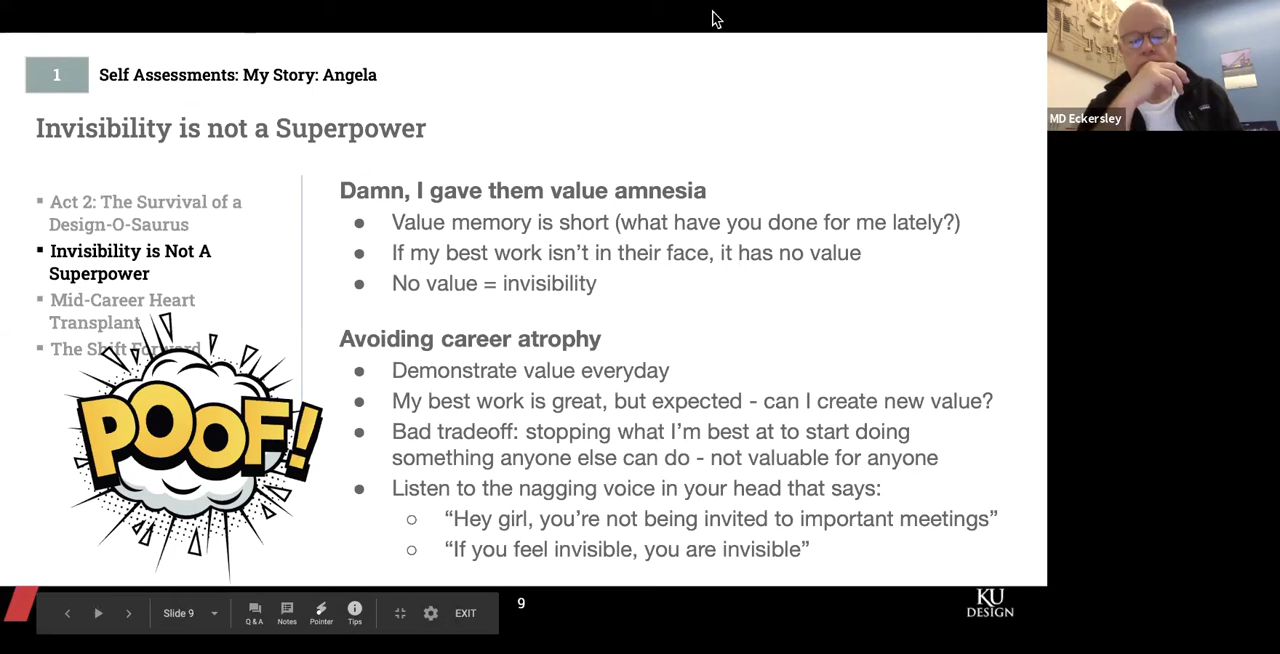 1
Self Assessments: My Story: Angela
Invisibility is not a Superpower
▪ Act 2: The Survival of a
Design-O-Saurus
▪ Invisibility is Not A
Superpower
▪ Mid-Career Heart
Transplant
▪ The Shift Forward
POOF!
Damn, I gave them value amnesia
● Value memory is short (what have you done for me lately?)
● If my best work isn’t in their face, it has no value
● No value = invisibility
Avoiding career atrophy
● Demonstrate value everyday
● My best work is great, but expected - can I create new value?
● Bad tradeoff: stopping what I’m best at to start doing
something anyone else can do - not valuable for anyone
● Listen to the nagging voice in your head that says:
○ “Hey girl, you’re not being invited to important meetings”
○ “If you feel invisible, you are invisible”
MD Eckersley
Slide 9
Q & A
Notes
Pointer
Tips
EXIT
9
KU
DESIGN